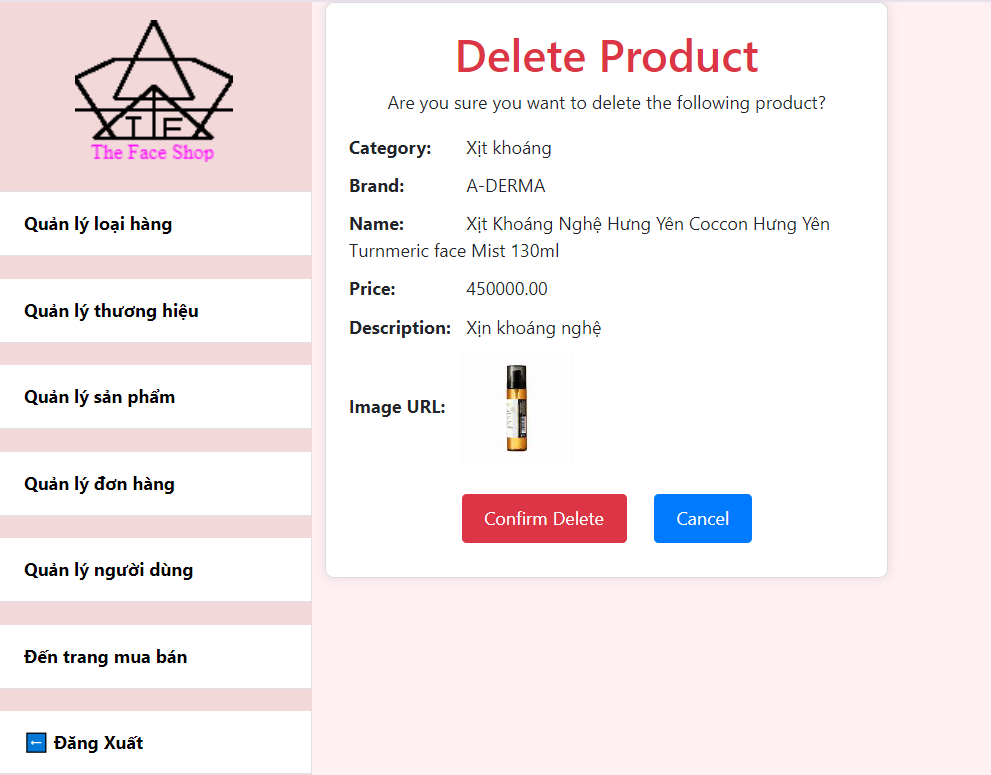 TF
The Face Shop
Quản lý loại hàng
Quản lý thương hiệu
Quản lý sản phẩm
Quản lý đơn hàng
Quản lý người dùng
Đến trang mua bán
← Đăng Xuất
Delete Product
Are you sure you want to delete the following product?
Category: Xịt khoáng
Brand: A-DERMA
Name: Xịt Khoáng Nghệ Hưng Yên Coccon Hưng Yên
Turnmeric face Mist 130ml
Price: 450000.00
Description: Xịn khoáng nghệ
Image URL:
Confirm Delete
Cancel